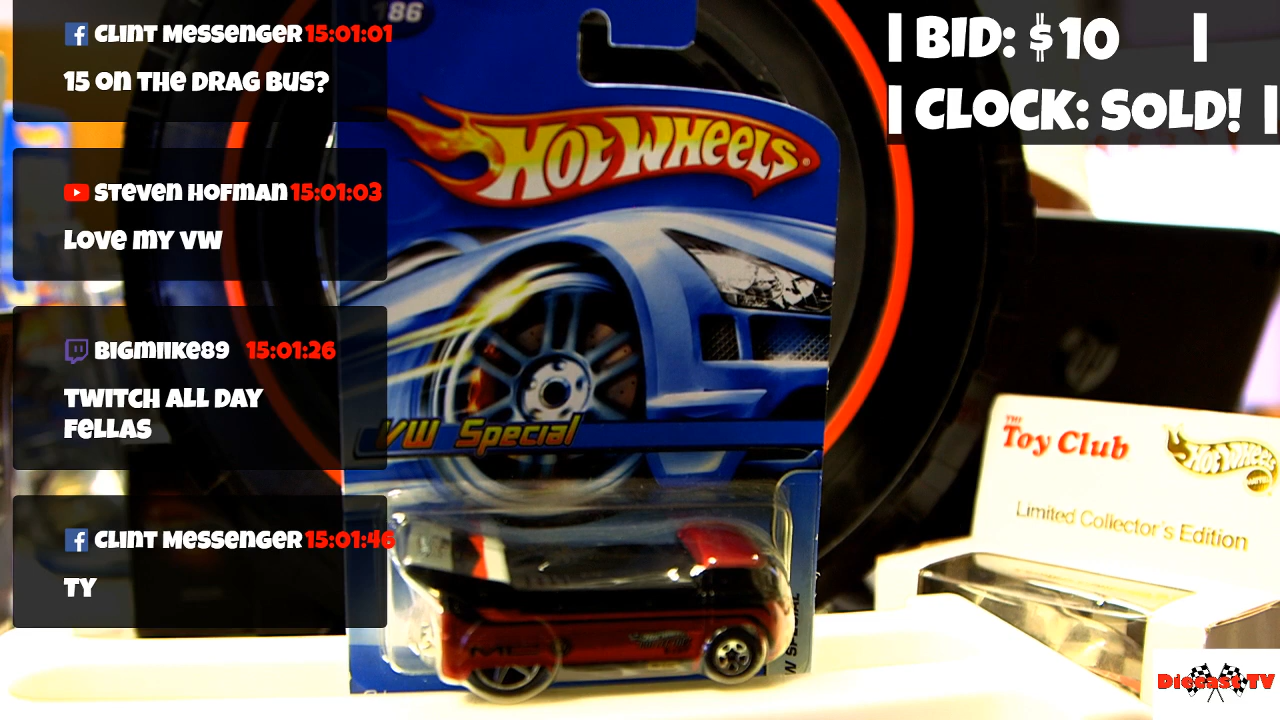 Clint Messenger 15:01:01
15 on the drag bus?
Steven Hofman 15:01:03
Love my vw
Bigmiike89 15:01:26
TWITCH ALL DAY
FELLAS
Clint Messenger 15:01:46
TY
186
HOT WHEELS
VW Special
| BID: $10 |
| CLOCK: SOLD! |
THE
Toy Club
HOT WHEELS
MATTEL
Limited Collector's Edition
Diecast TV